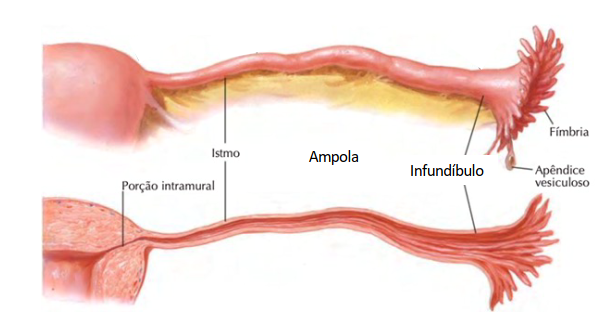 Fímbria
Istmo
Ampola
Infundíbulo
Apêndice
vesiculoso
Porção intramural